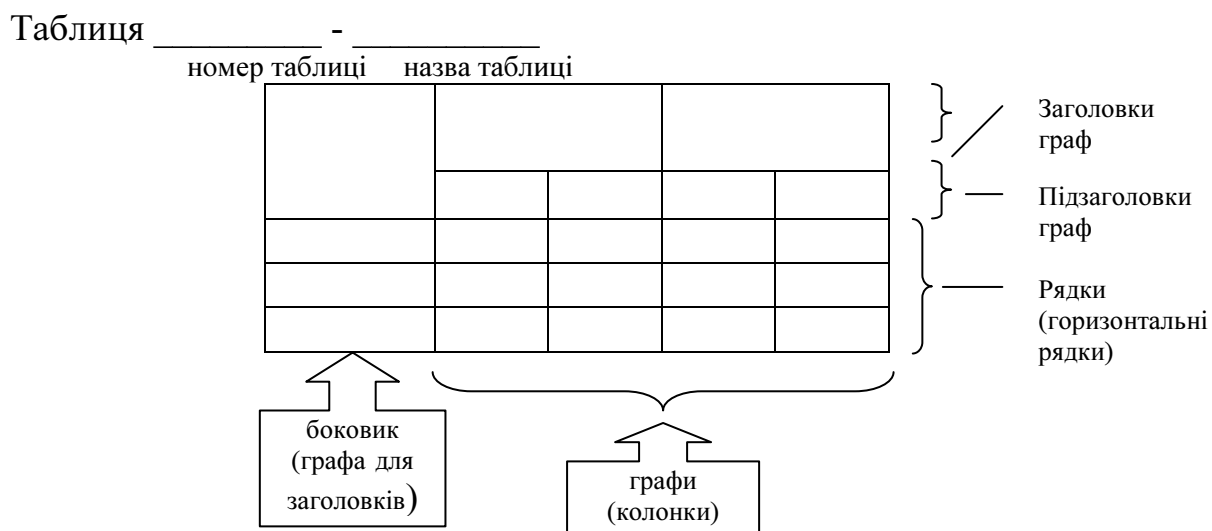 Таблиця _________ - __________
номер таблиці назва таблиці
Заголовки
граф
Підзаголовки
граф
Рядки
(горизонтальні
рядки)
боковик
(графа для
заголовків)
графи
(колонки)